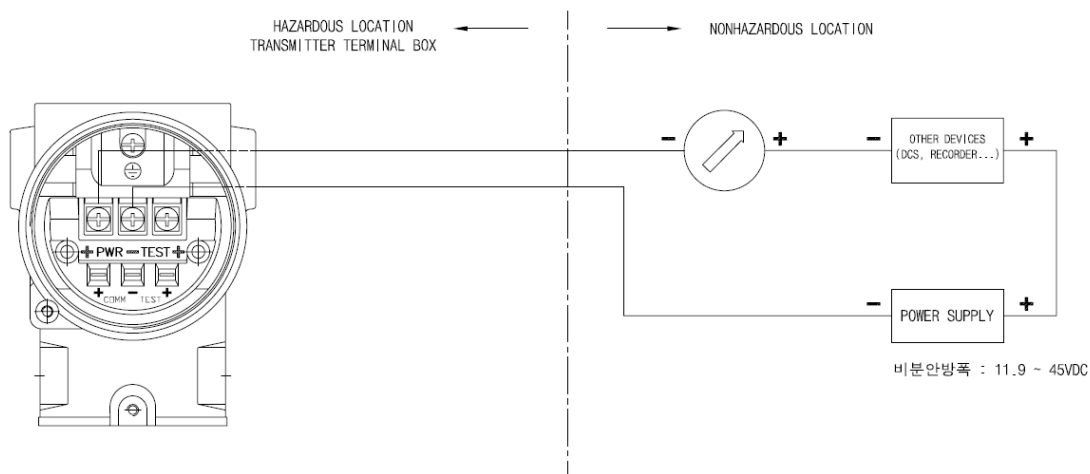 HAZARDOUS LOCATION
TRANSMITTER TERMINAL BOX
NONHAZARDOUS LOCATION
- + - OTHER DEVICES +
(DCS, RECORDER...)
+ PWR - TEST +
+ COMM - TEST +
- POWER SUPPLY +
비분안방폭 : 11.9 ~ 45VDC